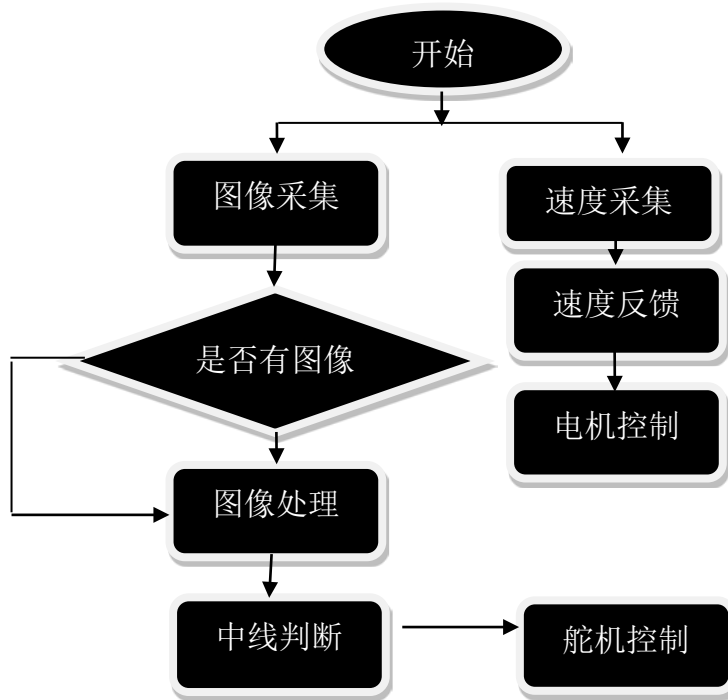 开始
图像采集
速度采集
速度反馈
是否有图像
电机控制
图像处理
中线判断
舵机控制